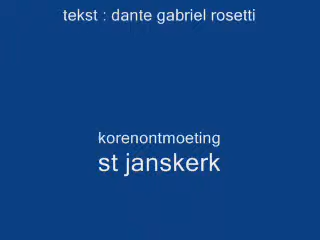 tekst : dante gabriel rosetti
korenontmoeting
st janskerk